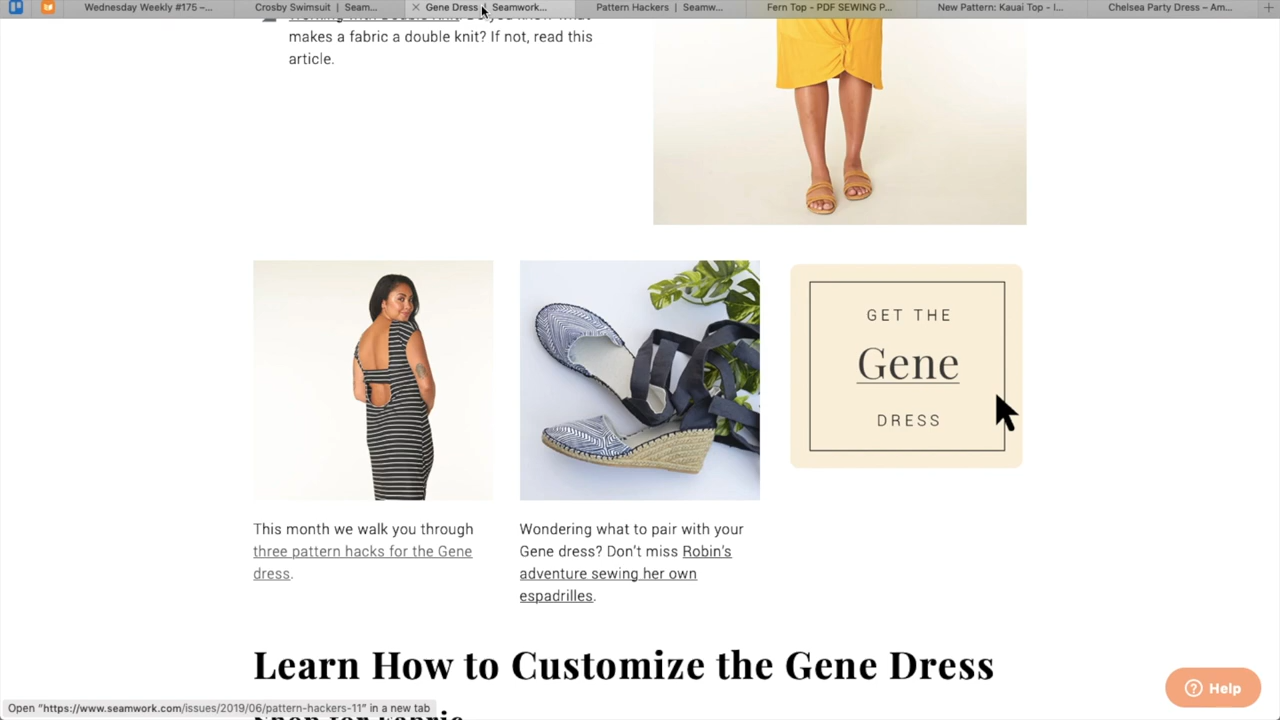 Wednesday Weekly #175 –...
Crosby Swimsuit | Seam...
Gene Dress | Seamwork...
Pattern Hackers | Seamw...
Fern Top - PDF SEWING P...
New Pattern: Kauai Top - I...
Chelsea Party Dress – Am...
makes a fabric a double knit? If not, read this
article.
GET THE
Gene
DRESS
This month we walk you through
three pattern hacks for the Gene
dress.
Wondering what to pair with your
Gene dress? Don't miss Robin's
adventure sewing her own
espadrilles.
Learn How to Customize the Gene Dress
Shop for Fabric
Help
Open "https://www.seamwork.com/issues/2019/06/pattern-hackers-11" in a new tab